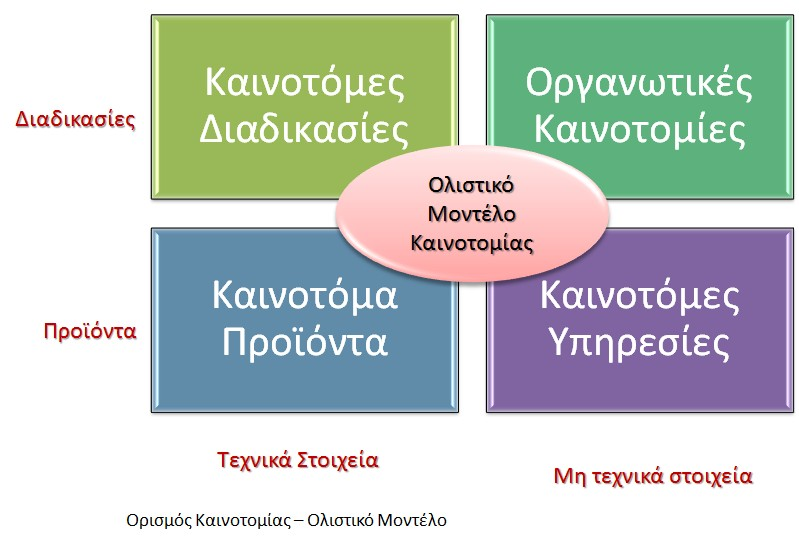 Καινοτόμες
Διαδικασίες
Οργανωτικές
Καινοτομίες
Διαδικασίες
Ολιστικό
Μοντέλο
Καινοτομίας
Καινοτόμα
Προϊόντα
Καινοτόμες
Υπηρεσίες
Προϊόντα
Τεχνικά Στοιχεία
Μη τεχνικά στοιχεία
Ορισμός Καινοτομίας – Ολιστικό Μοντέλο